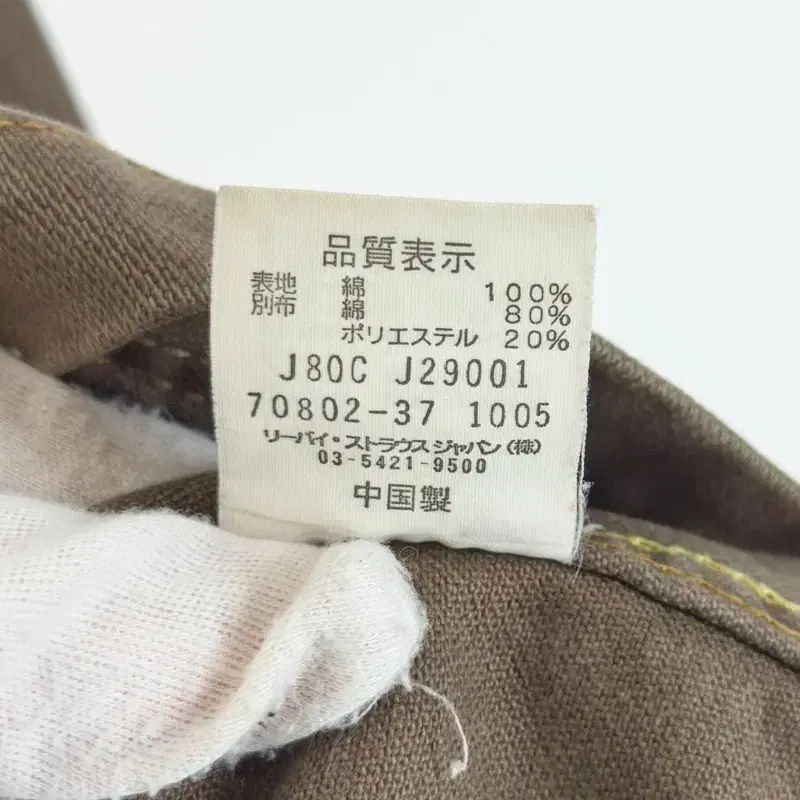 品質表示
表地 綿 100%
別布 綿 80%
ポリエステル 20%
J80C J29001
70802-37 1005
リーバイ・ストラウスジャパン(株)
03-5421-9500
中国製